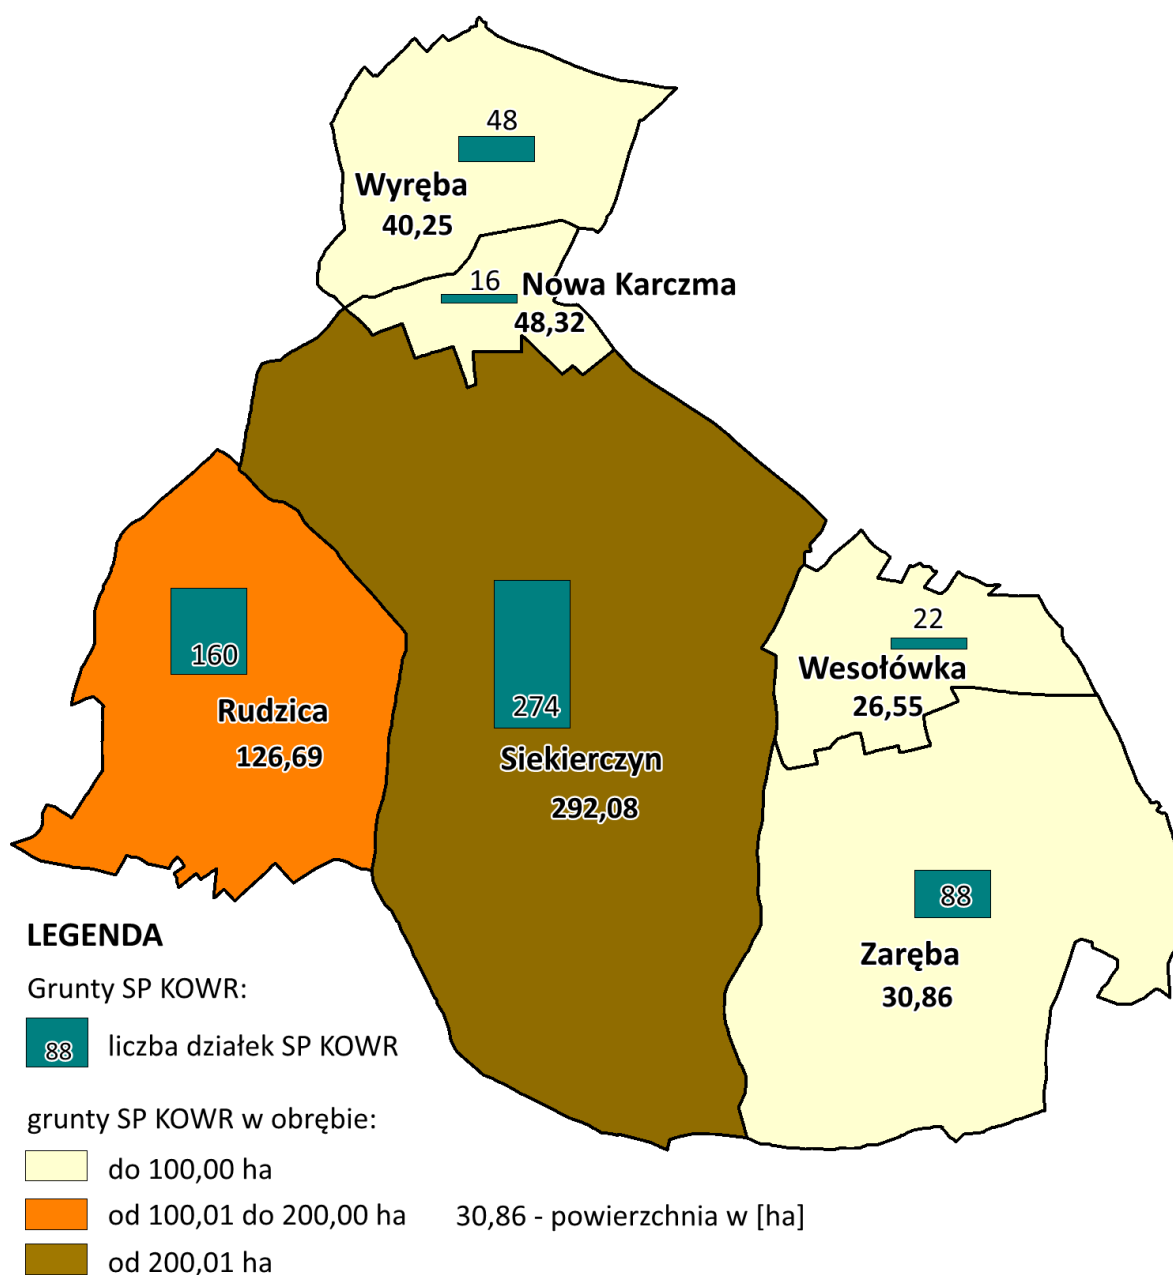 48
Wyręba
40,25
16
Nowa Karczma
48,32
22
Wesołówka
26,55
160
Rudzica
126,69
274
Siekierczyn
292,08
88
Zaręba
30,86
LEGENDA
Grunty SP KOWR:
88 liczba działek SP KOWR
grunty SP KOWR w obrębie:
do 100,00 ha
od 100,01 do 200,00 ha 30,86 - powierzchnia w [ha]
od 200,01 ha